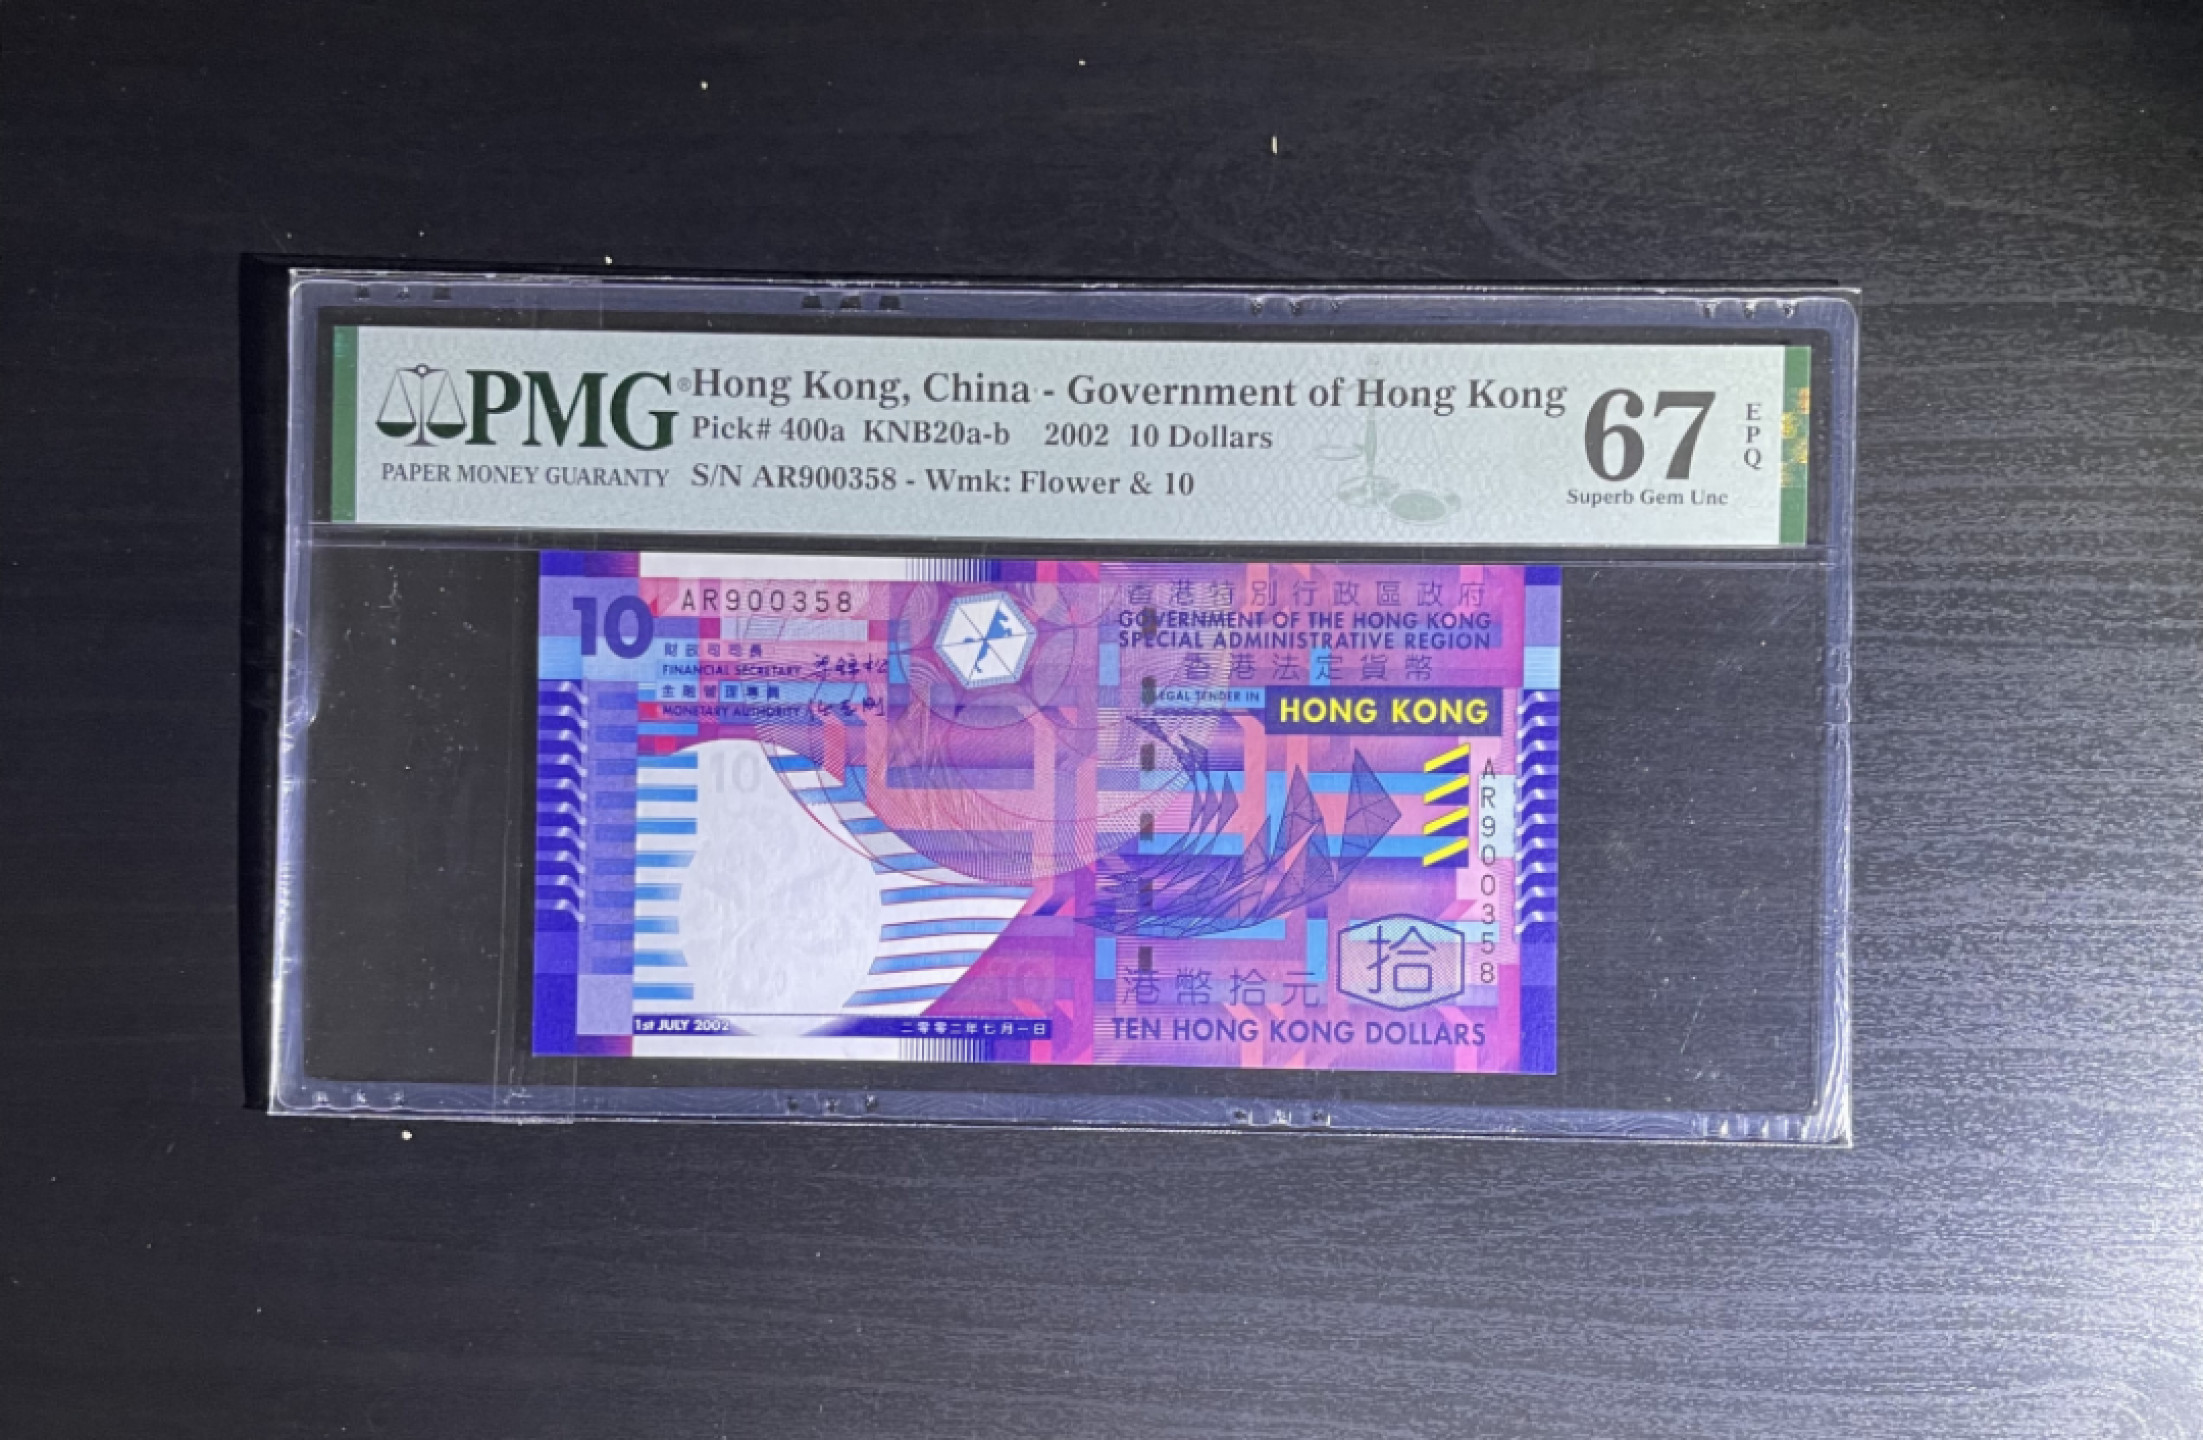 PMG®
PAPER MONEY GUARANTY
Hong Kong, China - Government of Hong Kong
Pick# 400a KNB20a-b 2002 10 Dollars
S/N AR900358 - Wmk: Flower & 10
67
EPQ
Superb Gem Unc
10
AR900358
財政司司長
FINANCIAL SECRETARY
金融管理專員
MONETARY AUTHORITY
香港特別行政區政府
GOVERNMENT OF THE HONG KONG
SPECIAL ADMINISTRATIVE REGION
香港法定貨幣
LEGAL TENDER IN
HONG KONG
10
AR900358
拾
港幣拾元
TEN HONG KONG DOLLARS
1st JULY 2002
二零零二年七月一日